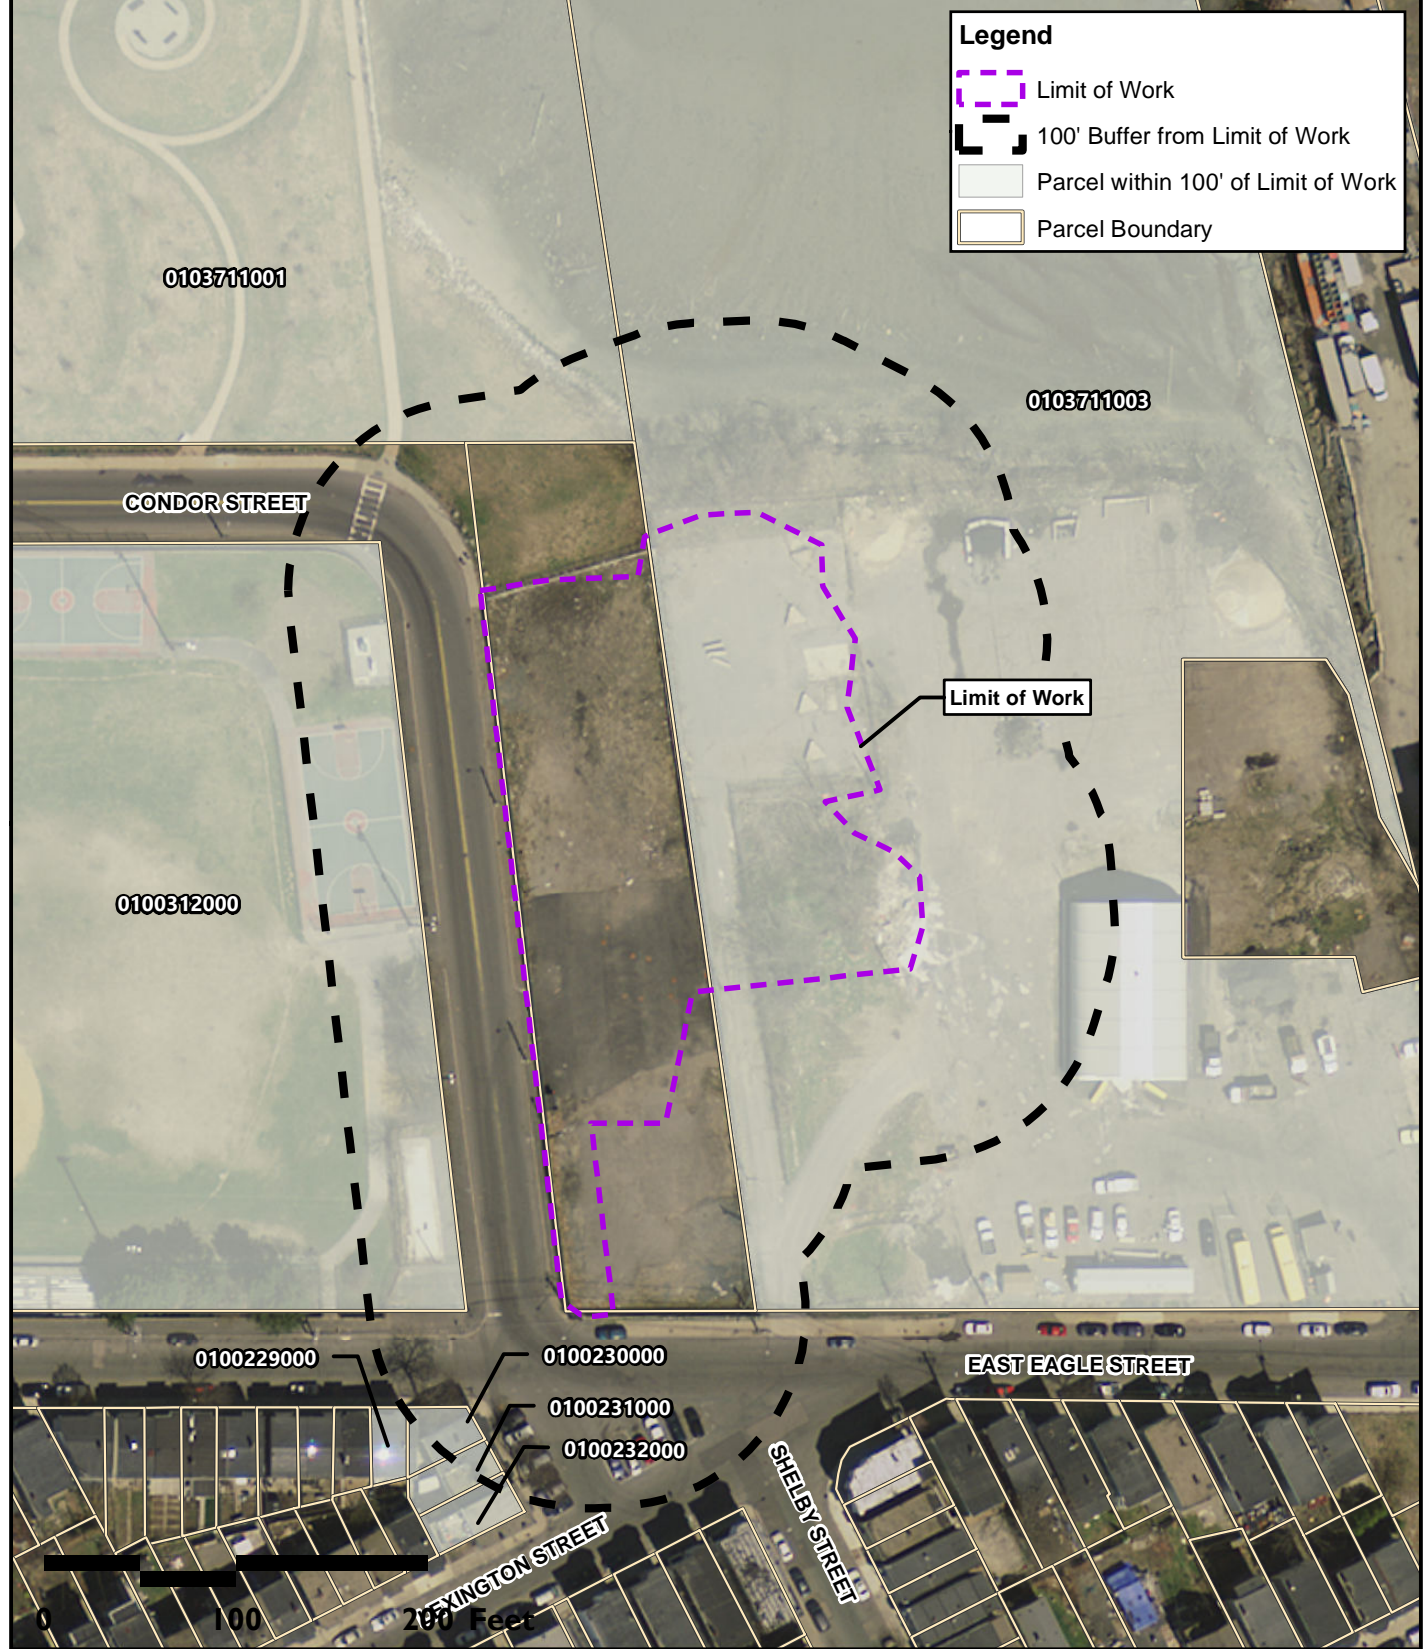 Legend
Limit of Work
100' Buffer from Limit of Work
Parcel within 100' of Limit of Work
Parcel Boundary
0103711001
0103711003
CONDOR STREET
Limit of Work
0100312000
0100229000
0100230000
EAST EAGLE STREET
0100231000
0100232000
SHELBY STREET
LEXINGTON STREET
0 100 200 Feet